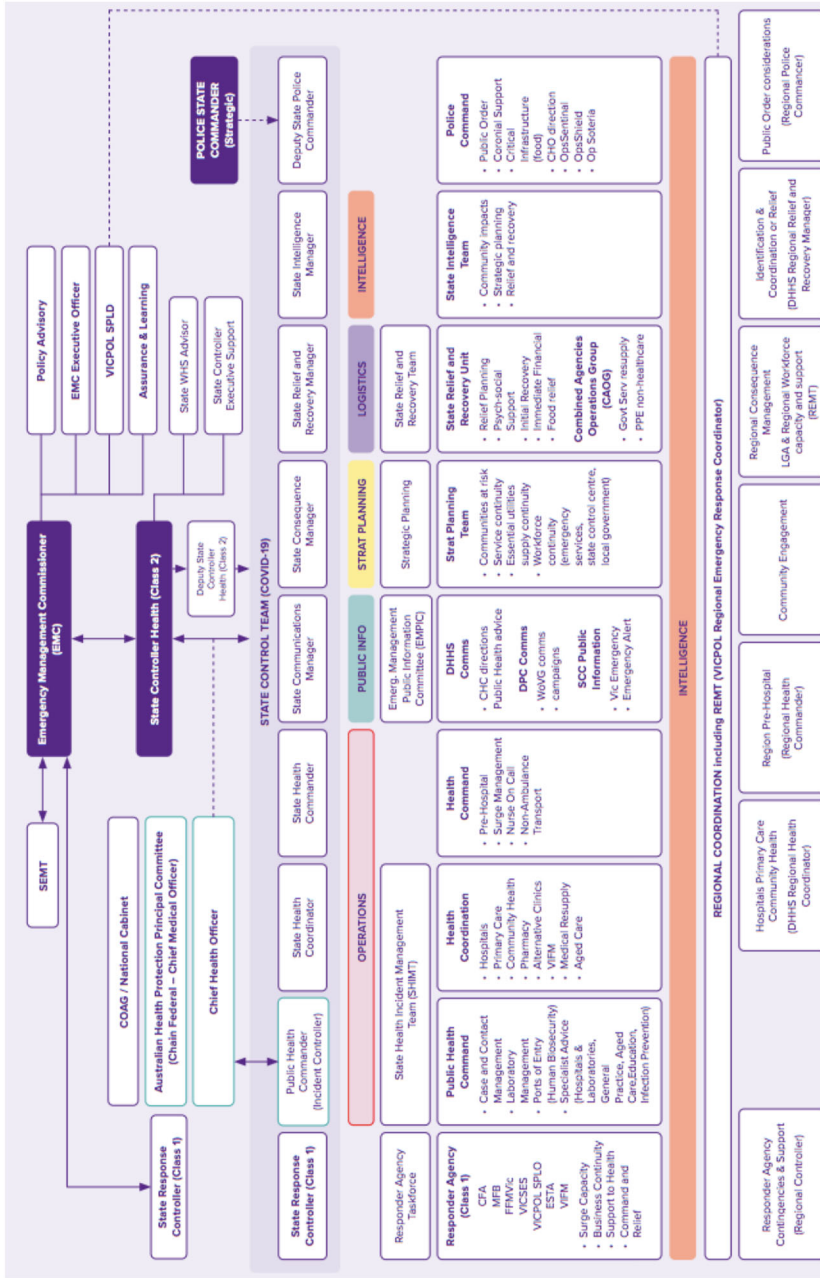 Policy Advisory
EMC Executive Officer
VICPOL SPLD
Assurance & Learning
Emergency Management Commissioner
(EMC)
SEMT
State WHS Advisor
State Controller
Executive Support
State Controller Health (Class 2)
Deputy State
Controller
Health (Class 2)
COAG / National Cabinet
Australian Health Protection Principal Committee
(Chain Federal – Chief Medical Officer)
Chief Health Officer
State Response
Controller (Class 1)
POLICE STATE
COMMANDER
(Strategic)
STATE CONTROL TEAM (COVID-19)
State Response
Controller (Class 1)
Public Health
Commander
(Incident Controller)
State Health
Coordinator
State Health
Commander
State Communications
Manager
State Consequence
Manager
State Relief and
Recovery Manager
State Intelligence
Manager
Deputy State Police
Commander
OPERATIONS
PUBLIC INFO
STRAT PLANNING
LOGISTICS
INTELLIGENCE
Responder Agency
Taskforce
State Health Incident Management
Team (SHIMT)
Emerg. Management
Public Information
Committee (EMPIC)
Strategic Planning
State Relief and
Recovery Team
Responder Agency
(Class 1)
CFA
MFB
FFMVic
VICSES
VICPOL SPLO
ESTA
VIFM
• Surge Capacity
• Business Continuity
• Support to Health
• Command and
Relief
Public Health
Command
• Case and Contact
Management
• Laboratory
Management
• Ports of Entry
(Human Biosecurity)
• Specialist Advice
(Hospitals &
Laboratories,
General
Practice, Aged
Care,Education,
Infection Prevention)
Health
Coordination
• Hospitals
• Primary Care
• Community Health
• Pharmacy
• Alternative Clinics
• VIFM
• Medical Resupply
• Aged Care
Health
Command
• Pre-Hospital
• Surge Management
• Nurse On Call
• Non-Ambulance
Transport
DHHS
Comms
• CHC directions
Public Health advice
DPC Comms
• WoVG comms
• campaigns
SCC Public
Information
• Vic Emergency
• Emergency Alert
Strat Planning
Team
• Communities at risk
• Service continuity
• Essential utilities
supply continuity
• Workforce
continuity
(emergency
services,
state control centre,
local government)
State Relief and
Recovery Unit
• Relief Planning
• Psych-social
Support
• Initial Recovery
• Immediate Financial
• Food relief
Combined Agencies
Operations Group
(CAOG)
• Govt Serv resupply
• PPE non-healthcare
State Intelligence
Team
• Community impacts
• Strategic planning
• Relief and recovery
Police
Command
• Public Order
• Coronial Support
• Critical
Infrastructure
(food)
• CHO direction
• OpsSentinal
• OpsShield
• Op Soteria
INTELLIGENCE
REGIONAL COORDINATION including REMT (VICPOL Regional Emergency Response Coordinator)
Responder Agency
Contingencies & Support
(Regional Controller)
Hospitals Primary Care
Community Health
(DHHS Regional Health
Coordinator)
Region Pre-Hospital
(Regional Health
Commander)
Community Engagement
Regional Consequence
Management
LGA & Regional Workforce
capacity and support
(REMT)
Identification &
Coordination or Relief
(DHHS Regional Relief and
Recovery Manager)
Public Order considerations
(Regional Police
Commancer)